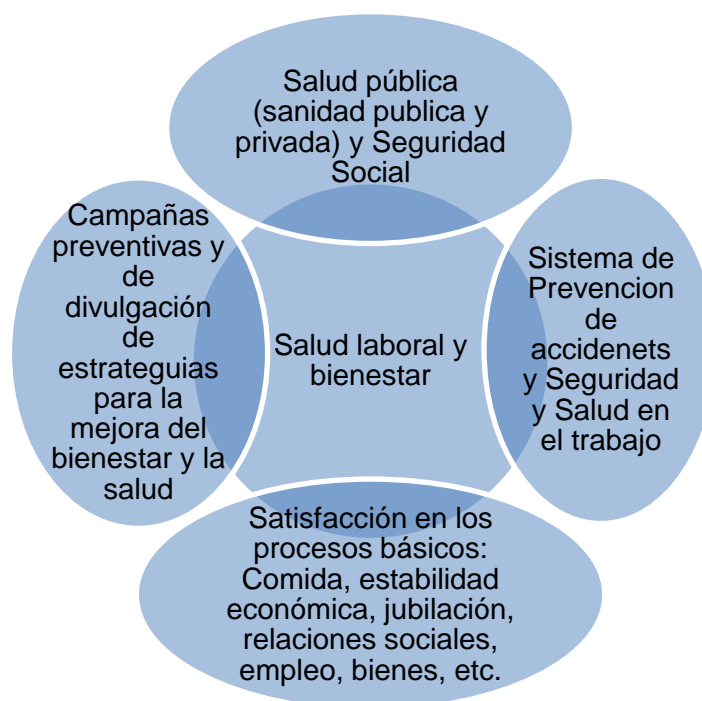 Salud pública
(sanidad publica y
privada) y Seguridad
Social
Campañas
preventivas y
de
divulgación
de
estrateguias
para la
mejora del
bienestar y la
salud
Salud laboral y
bienestar
Sistema de
Prevencion
de
accidenets
y Seguridad
y Salud en
el trabajo
Satisfacción en los
procesos básicos:
Comida, estabilidad
económica, jubilación,
relaciones sociales,
empleo, bienes, etc.